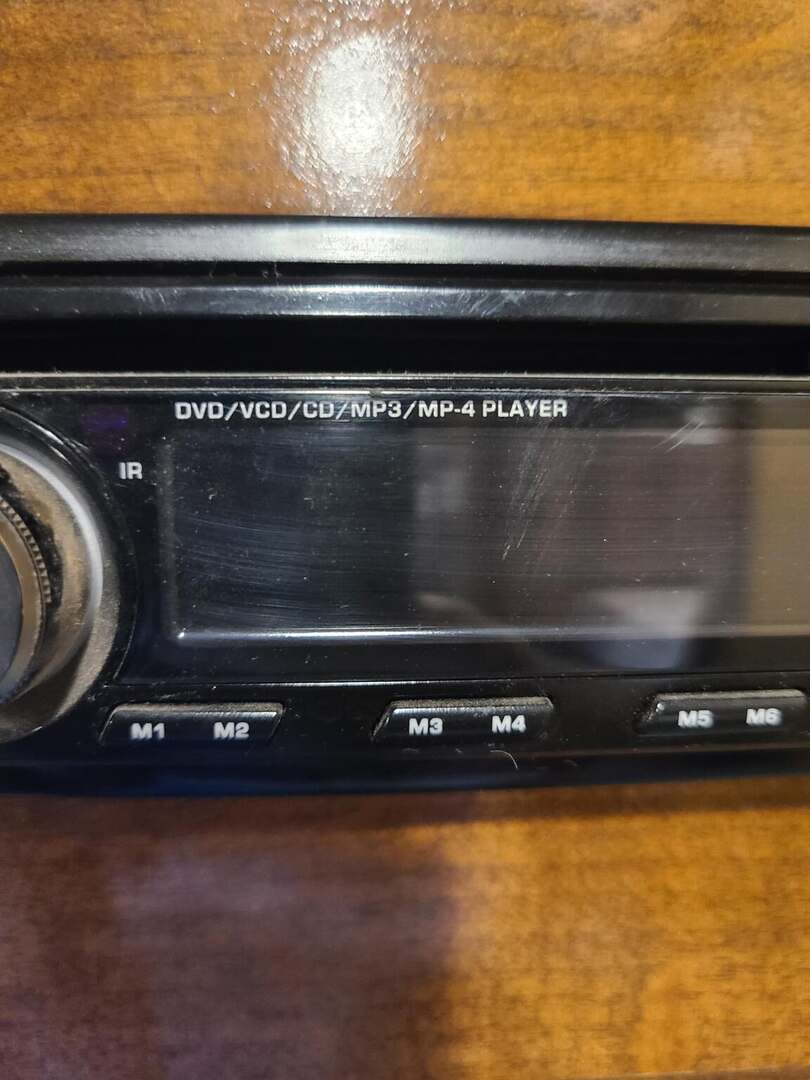 DVD/VCD/CD/MP3/MP-4 PLAYER
IR
M1 M2 M3 M4 M5 M6